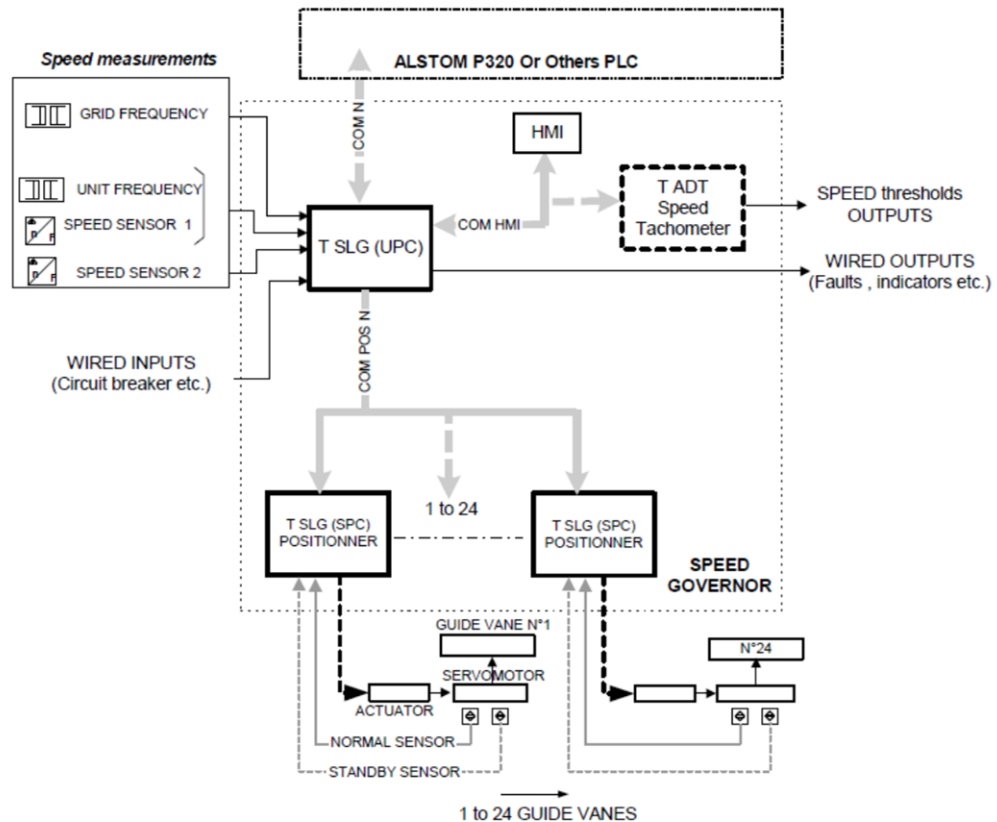 ALSTOM P320 Or Others PLC
Speed measurements
GRID FREQUENCY
UNIT FREQUENCY
SPEED SENSOR 1
SPEED SENSOR 2
WIRED INPUTS
(Circuit breaker etc.)
COM N
HMI
COM HMI
T ADT
Speed
Tachometer
SPEED thresholds
OUTPUTS
T SLG (UPC)
WIRED OUTPUTS
(Faults , indicators etc.)
COM POS N
T SLG (SPC)
POSITIONNER
1 to 24
T SLG (SPC)
POSITIONNER
SPEED
GOVERNOR
GUIDE VANE N°1
SERVOMOTOR
ACTUATOR
NORMAL SENSOR
STANDBY SENSOR
N°24
1 to 24 GUIDE VANES